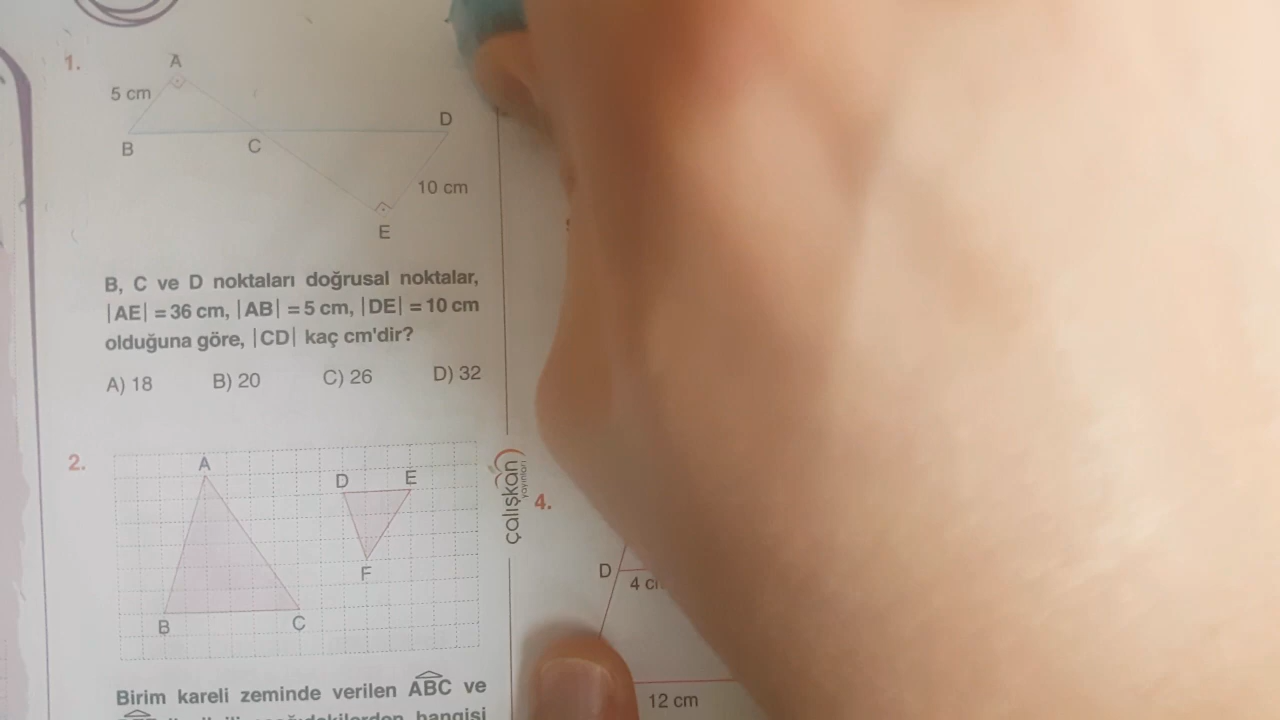 1.
A
5 cm
B
C
D
10 cm
E
B, C ve D noktaları doğrusal noktalar,
|AE| = 36 cm, |AB| = 5 cm, |DE| = 10 cm
olduğuna göre, |CD| kaç cm'dir?
A) 18 B) 20 C) 26 D) 32
2.
A
D
E
F
B
C
Birim kareli zeminde verilen ABC ve
hangisi
çalışkan
yayınları
4.
D
4
12 cm